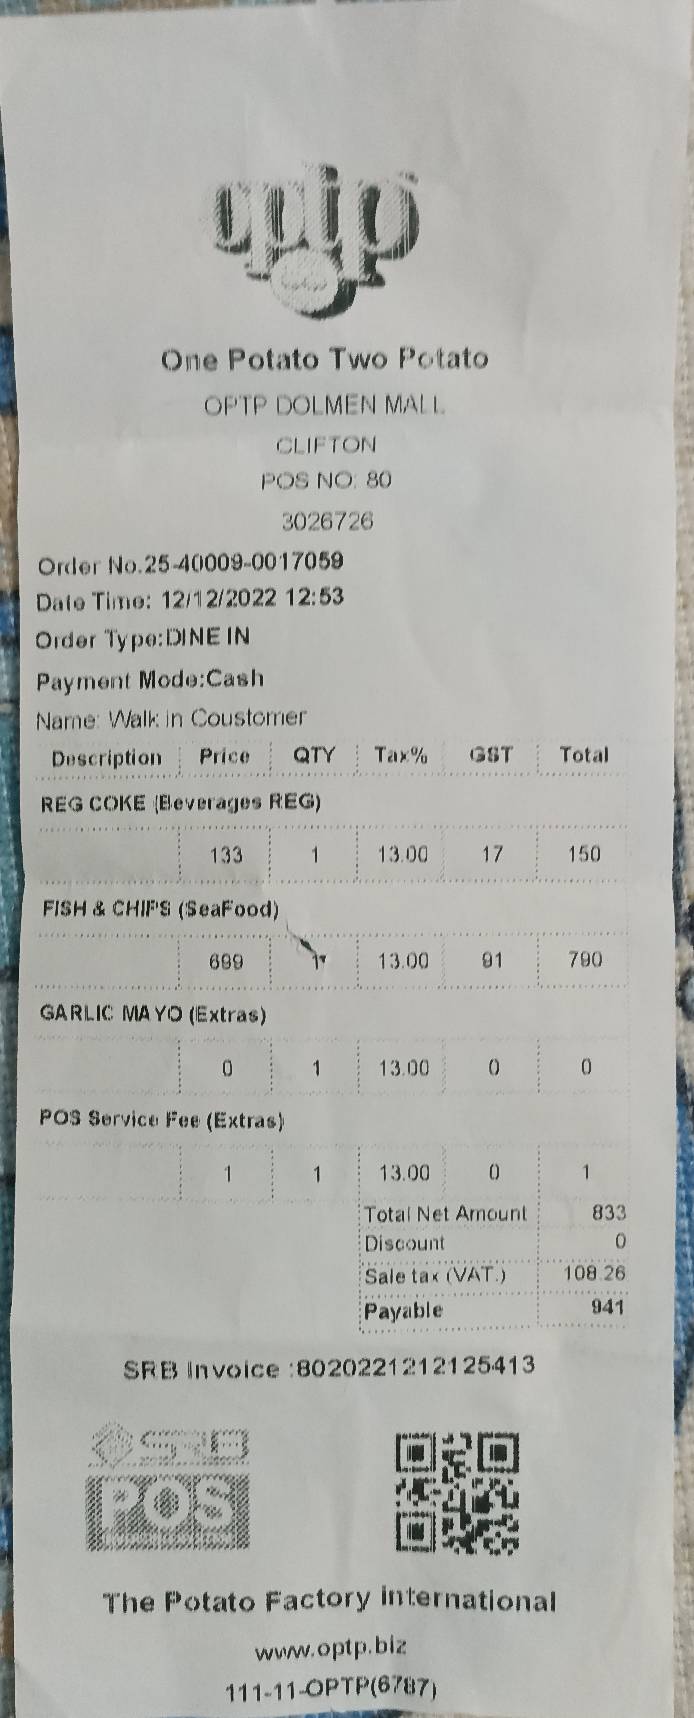 optp
One Potato Two Potato
OPTP DOLMEN MALL
CLIFTON
POS NO: 80
3026726
Order No.25-40009-0017059
Date Time: 12/12/2022 12:53
Order Type:DINE IN
Payment Mode:Cash
Name: Walk in Coustomer
Description Price QTY Tax% GST Total
REG COKE (Beverages REG)
133 1 13.00 17 150
FISH & CHIPS (SeaFood)
699 1 13.00 91 790
GARLIC MAYO (Extras)
0 1 13.00 0 0
POS Service Fee (Extras)
1 1 13.00 0 1
Total Net Amount 833
Discount 0
Sale tax (VAT.) 108.26
Payable 941
SRB Invoice :8020221212125413
SRB
POS
The Potato Factory International
www.optp.biz
111-11-OPTP(6787)